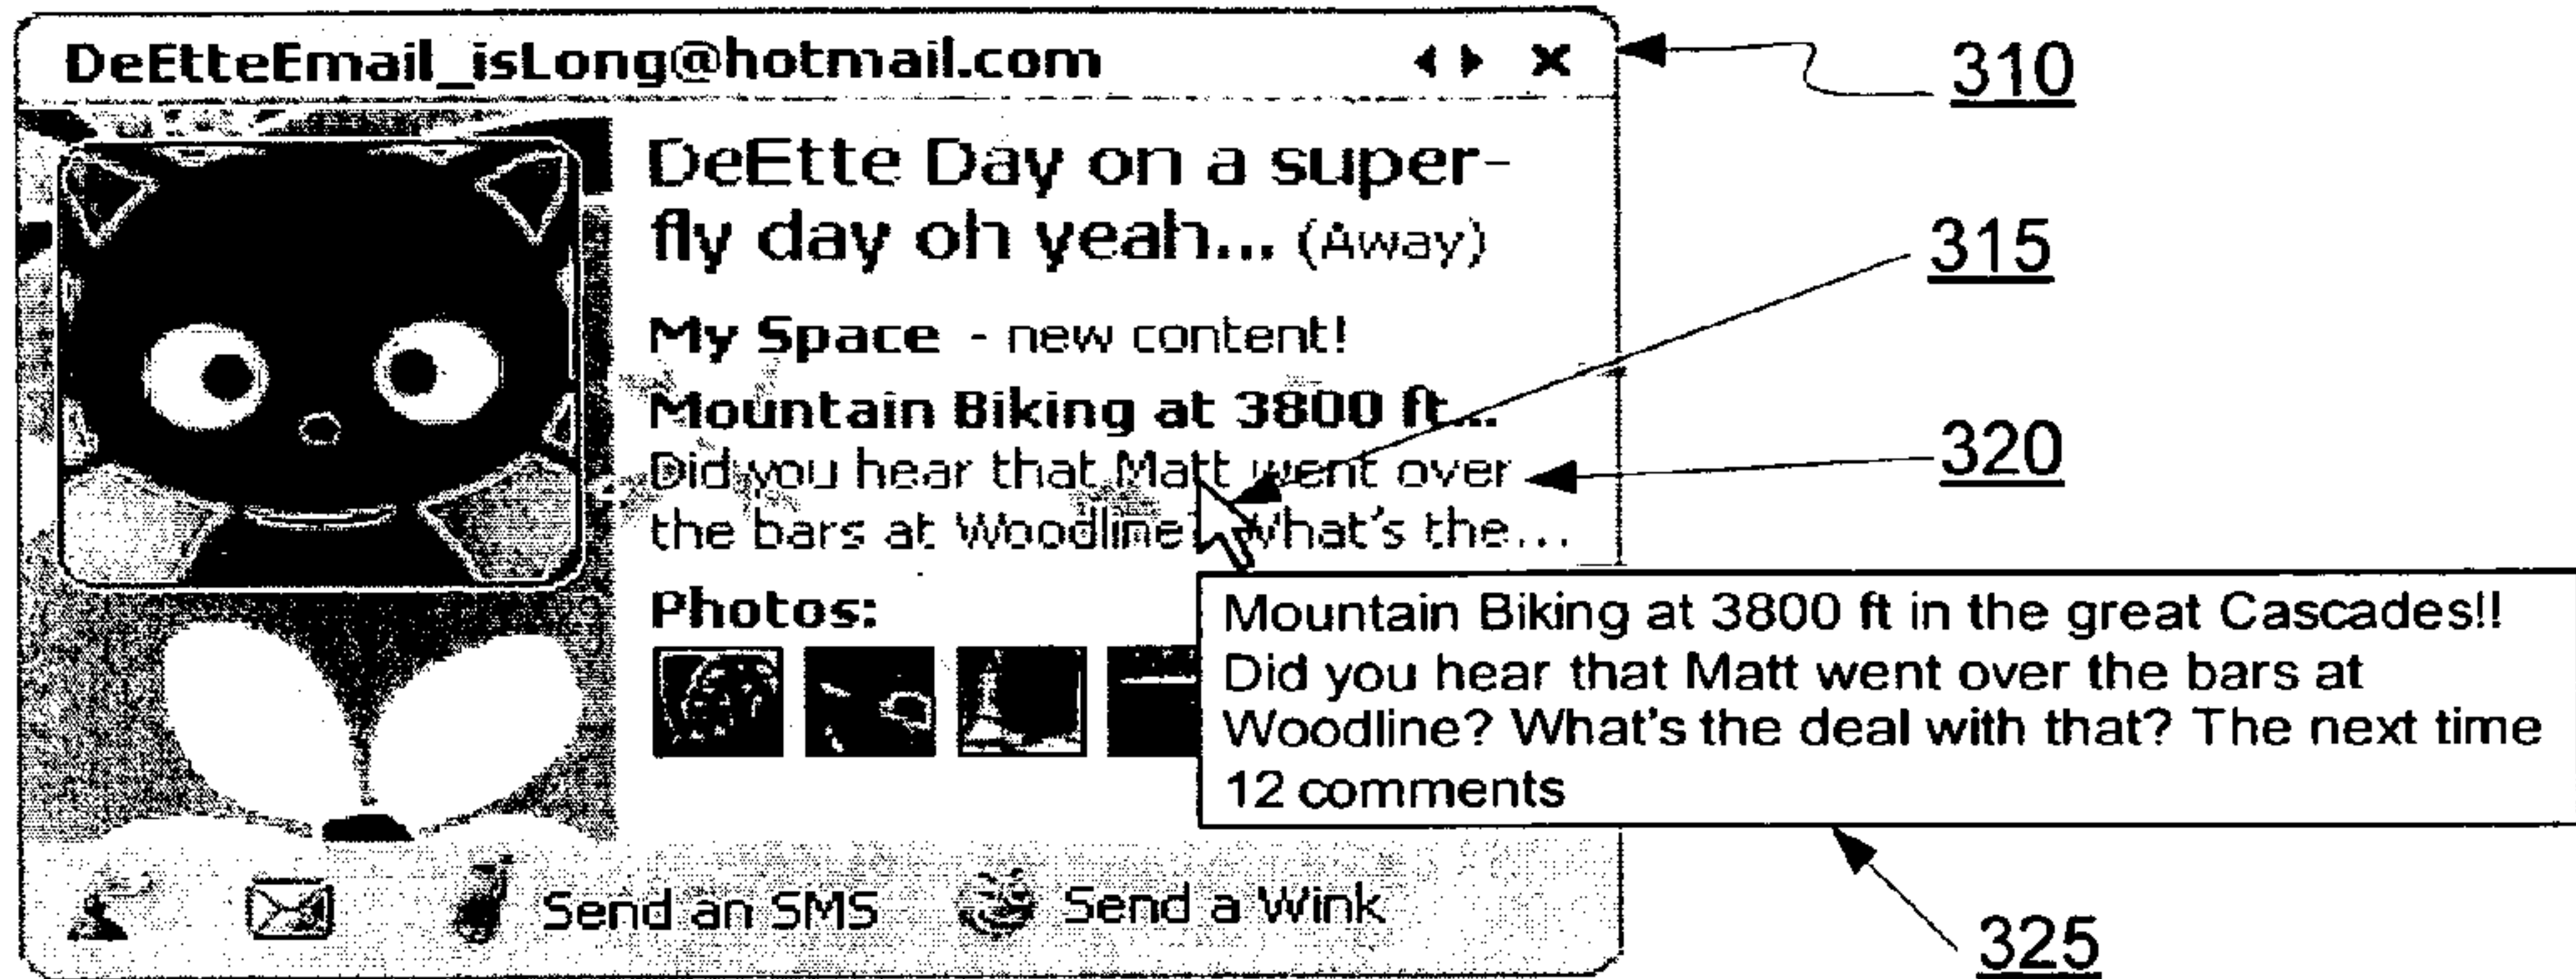 DeEtteEmail_isLong@hotmail.com
310
DeEtte Day on a super-
fly day oh yeah... (Away)
315
My Space - new content!
Mountain Biking at 3800 ft...
Did you hear that Matt went over
320
the bars at Woodline? What's the...
Photos:
Mountain Biking at 3800 ft in the great Cascades!!
Did you hear that Matt went over the bars at
Woodline? What's the deal with that? The next time
12 comments
Send an SMS
Send a Wink
325